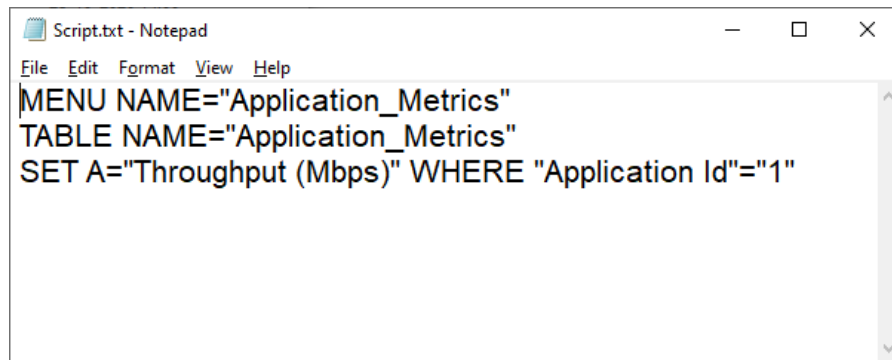 Script.txt - Notepad
File Edit Format View Help
MENU NAME="Application_Metrics"
TABLE NAME="Application_Metrics"
SET A="Throughput (Mbps)" WHERE "Application Id"="1"